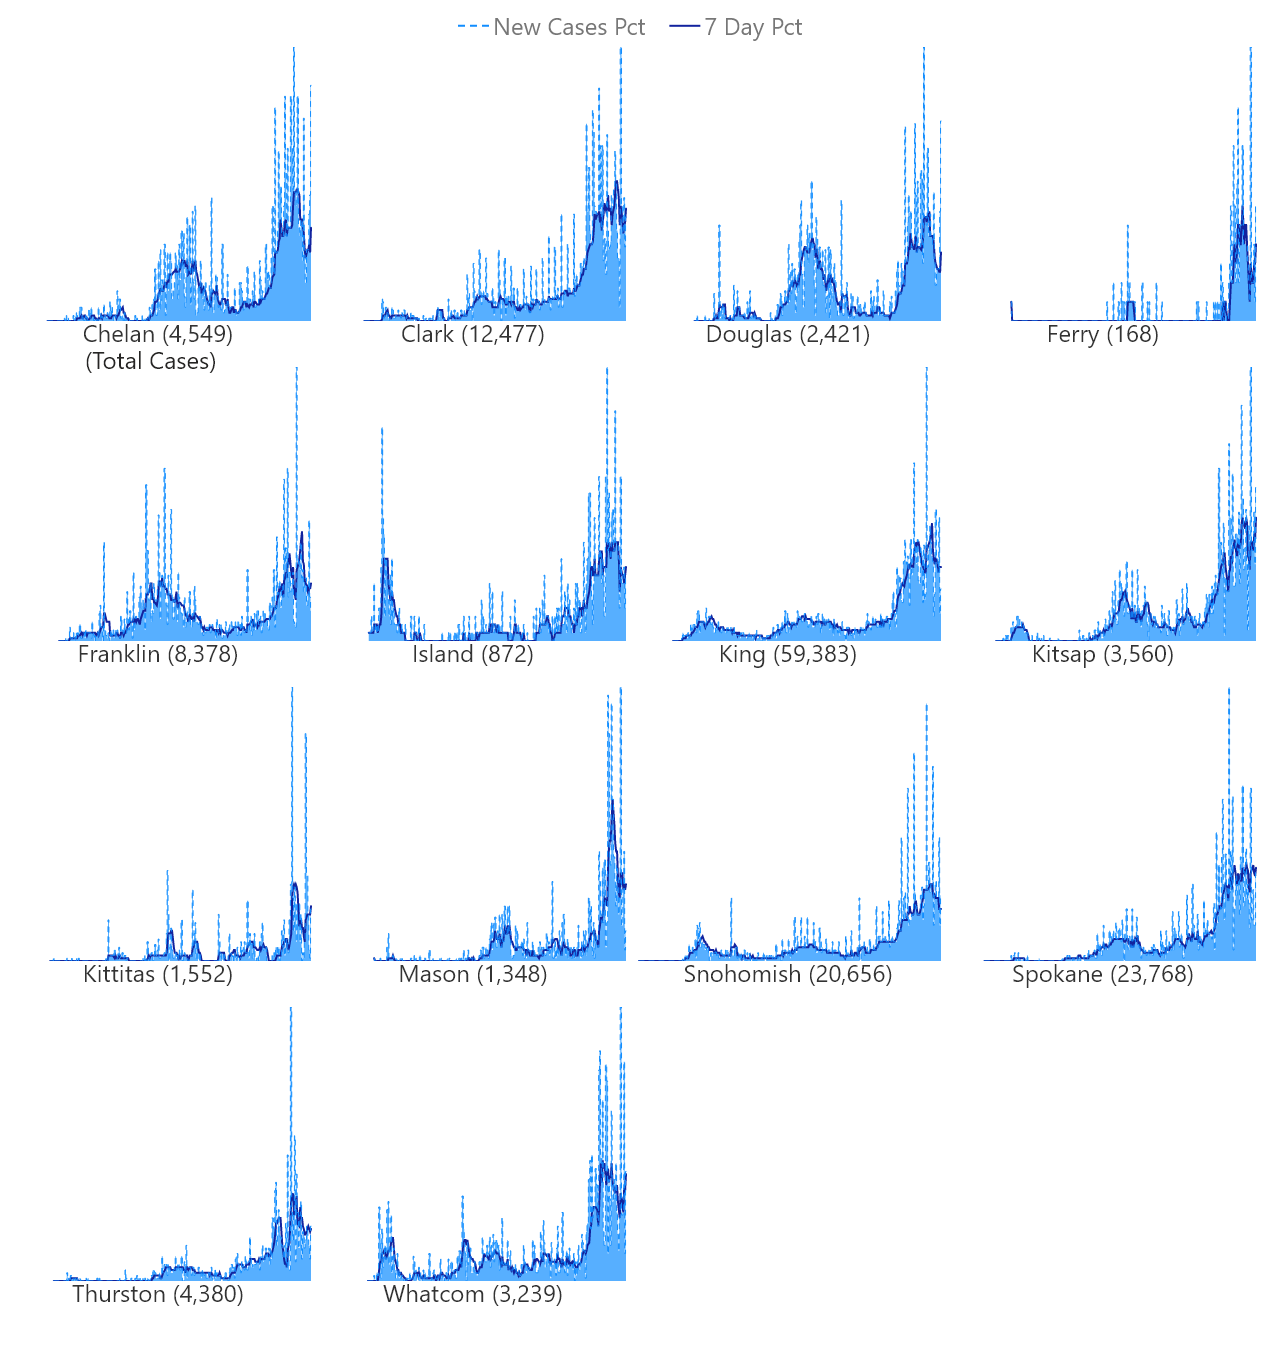 New Cases Pct 7 Day Pct
Chelan (4,549) Clark (12,477) Douglas (2,421) Ferry (168)
(Total Cases)
Franklin (8,378) Island (872) King (59,383) Kitsap (3,560)
Kittitas (1,552) Mason (1,348) Snohomish (20,656) Spokane (23,768)
Thurston (4,380) Whatcom (3,239)